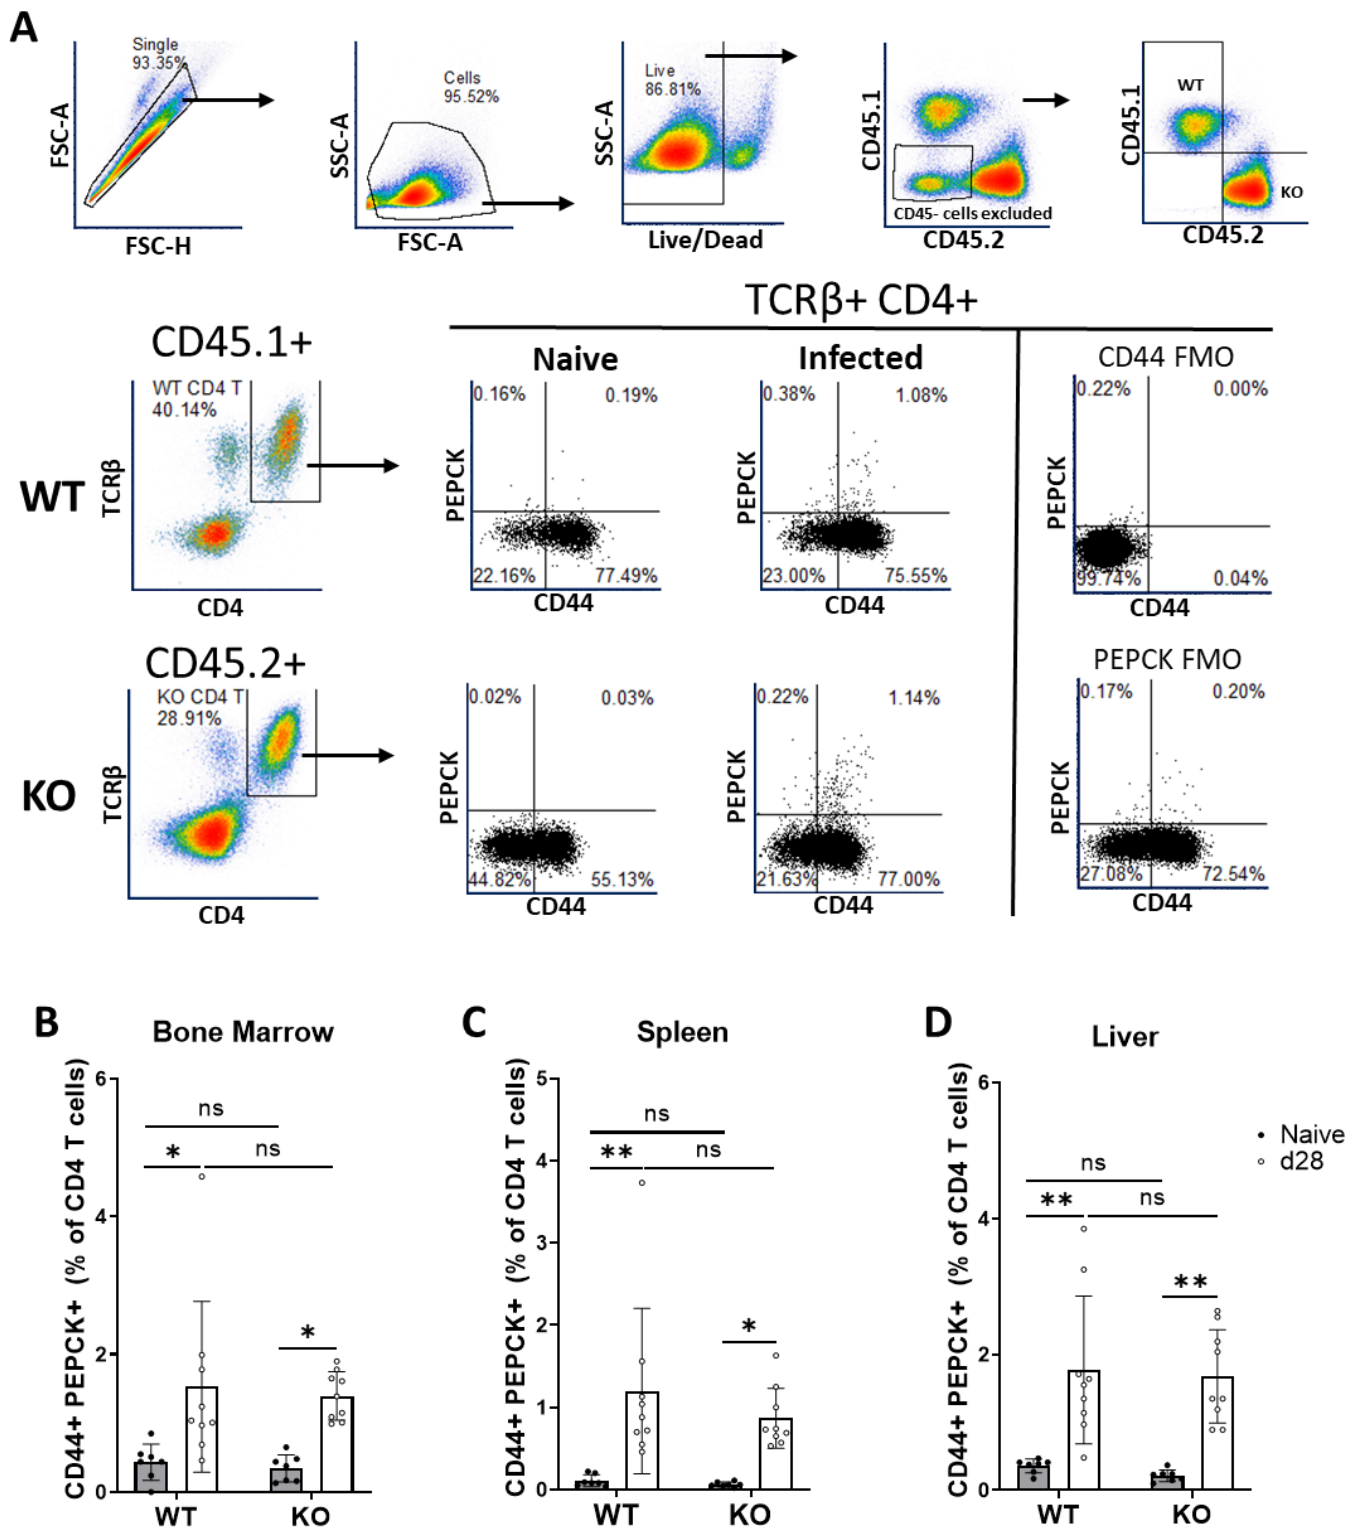 A
Single
93.35%
FSC-A
FSC-H
Cells
95.52%
SSC-A
FSC-A
Live
86.81%
SSC-A
Live/Dead
CD45.1
CD45- cells excluded
CD45.2
CD45.1
WT
KO
CD45.2
TCRβ+ CD4+
CD45.1+
Naive
Infected
CD44 FMO
WT
WT CD4 T
40.14%
TCRβ
CD4
0.16%
0.19%
PEPCK
22.16%
77.49%
CD44
0.38%
1.08%
PEPCK
23.00%
75.55%
CD44
0.22%
0.00%
PEPCK
99.74%
0.04%
CD44
CD45.2+
PEPCK FMO
KO
KO CD4 T
28.91%
TCRβ
CD4
0.02%
0.03%
PEPCK
44.82%
55.13%
CD44
0.22%
1.14%
PEPCK
21.63%
77.00%
CD44
0.17%
0.20%
PEPCK
27.08%
72.54%
CD44
B
Bone Marrow
CD44+ PEPCK+ (% of CD4 T cells)
6
4
2
0
ns
*
ns
*
WT
KO
C
Spleen
CD44+ PEPCK+ (% of CD4 T cells)
5
4
3
2
1
0
ns
**
ns
*
WT
KO
D
Liver
CD44+ PEPCK+ (% of CD4 T cells)
6
4
2
0
ns
**
ns
**
WT
KO
Naive
d28